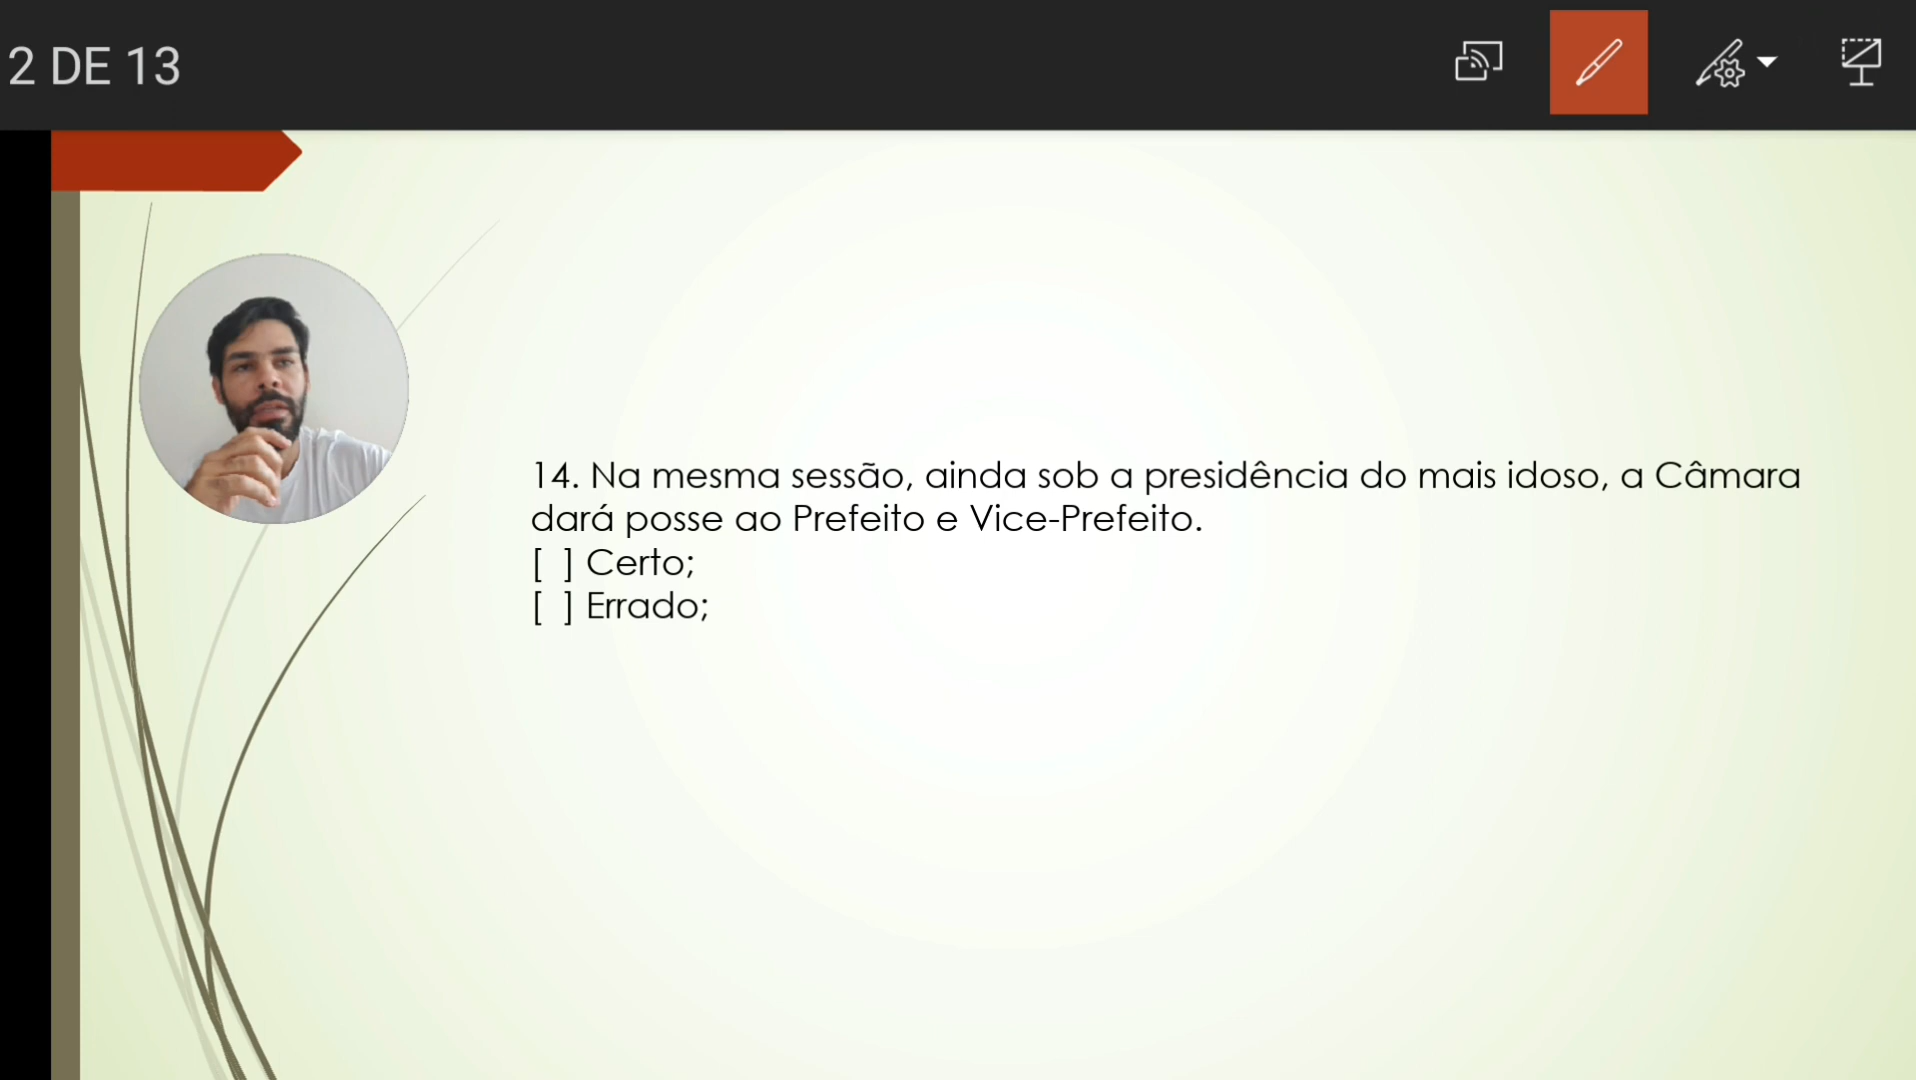 2 DE 13
14. Na mesma sessão, ainda sob a presidência do mais idoso, a Câmara
dará posse ao Prefeito e Vice-Prefeito.
[  ] Certo;
[  ] Errado;